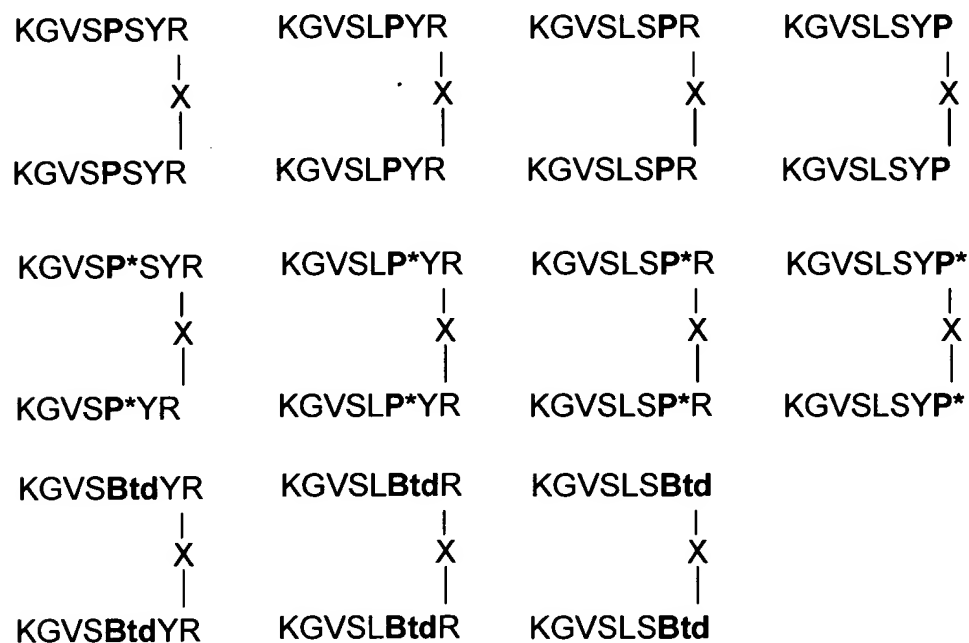 KGVSPSYR KGVSLPYR KGVSLSPR KGVSLSYP
X X X X
KGVSPSYR KGVSLPYR KGVSLSPR KGVSLSYP
KGVSP*SYR KGVSLP*YR KGVSLSP*R KGVSLSYP*
X X X X
KGVSP*YR KGVSLP*YR KGVSLSP*R KGVSLSYP*
KGVSBtdYR KGVSLBtdR KGVSLSBtd
X X X
KGVSBtdYR KGVSLBtdR KGVSLSBtd